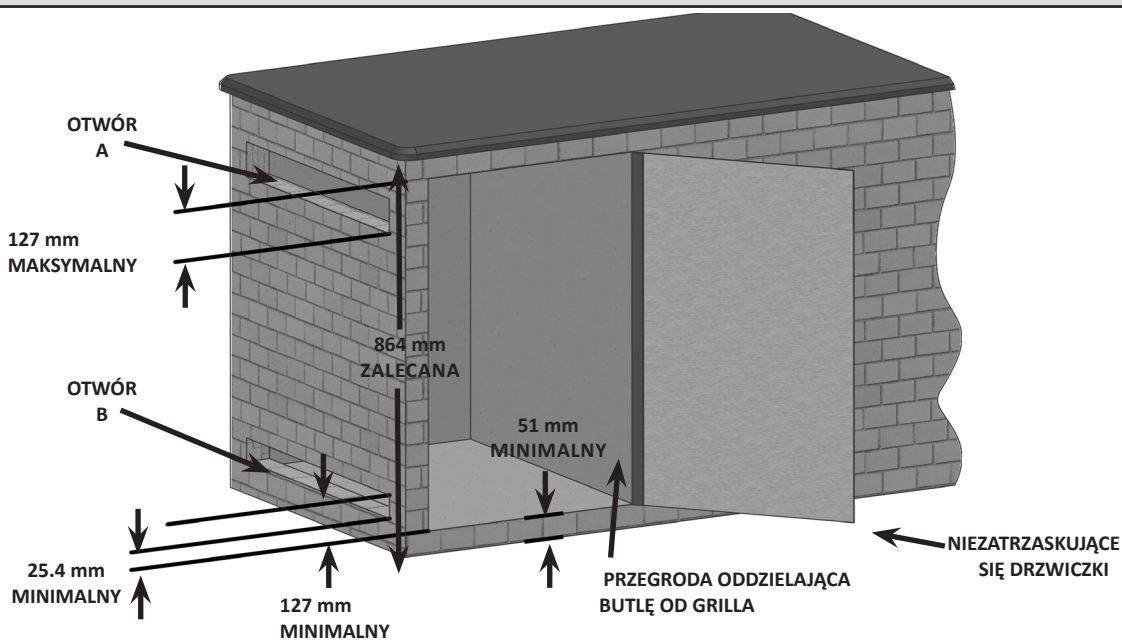 OTWÓR
A
127 mm
MAKSYMALNY
864 mm
ZALECANA
OTWÓR
B
51 mm
MINIMALNY
25.4 mm
MINIMALNY
127 mm
MINIMALNY
PRZEGRODA ODDZIELAJĄCA
BUTLĘ OD GRILLA
NIEZATRZASKUJĄCE
SIĘ DRZWICZKI